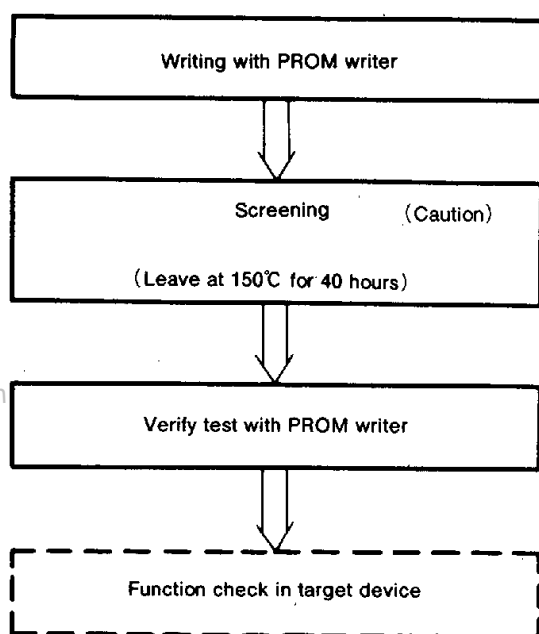 Writing with PROM writer
Screening (Caution)
(Leave at 150℃ for 40 hours)
Verify test with PROM writer
Function check in target device